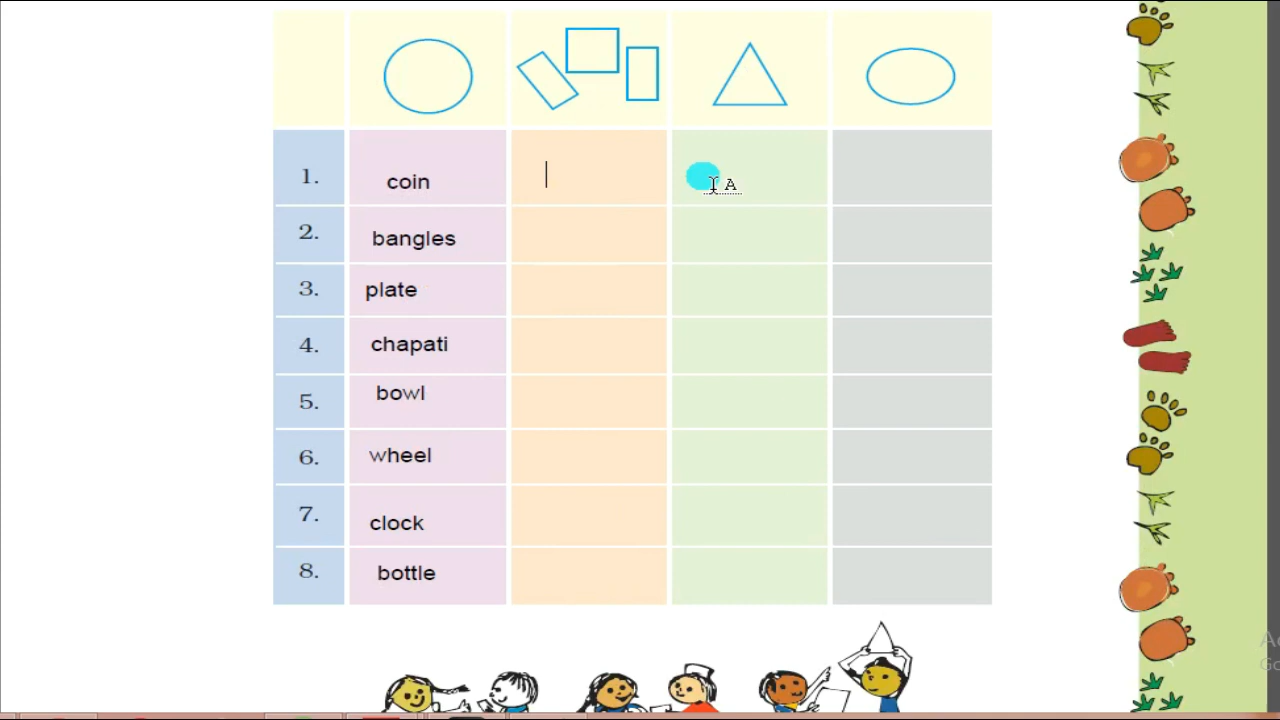 1. coin
A
2. bangles
3. plate
4. chapati
5. bowl
6. wheel
7. clock
8. bottle